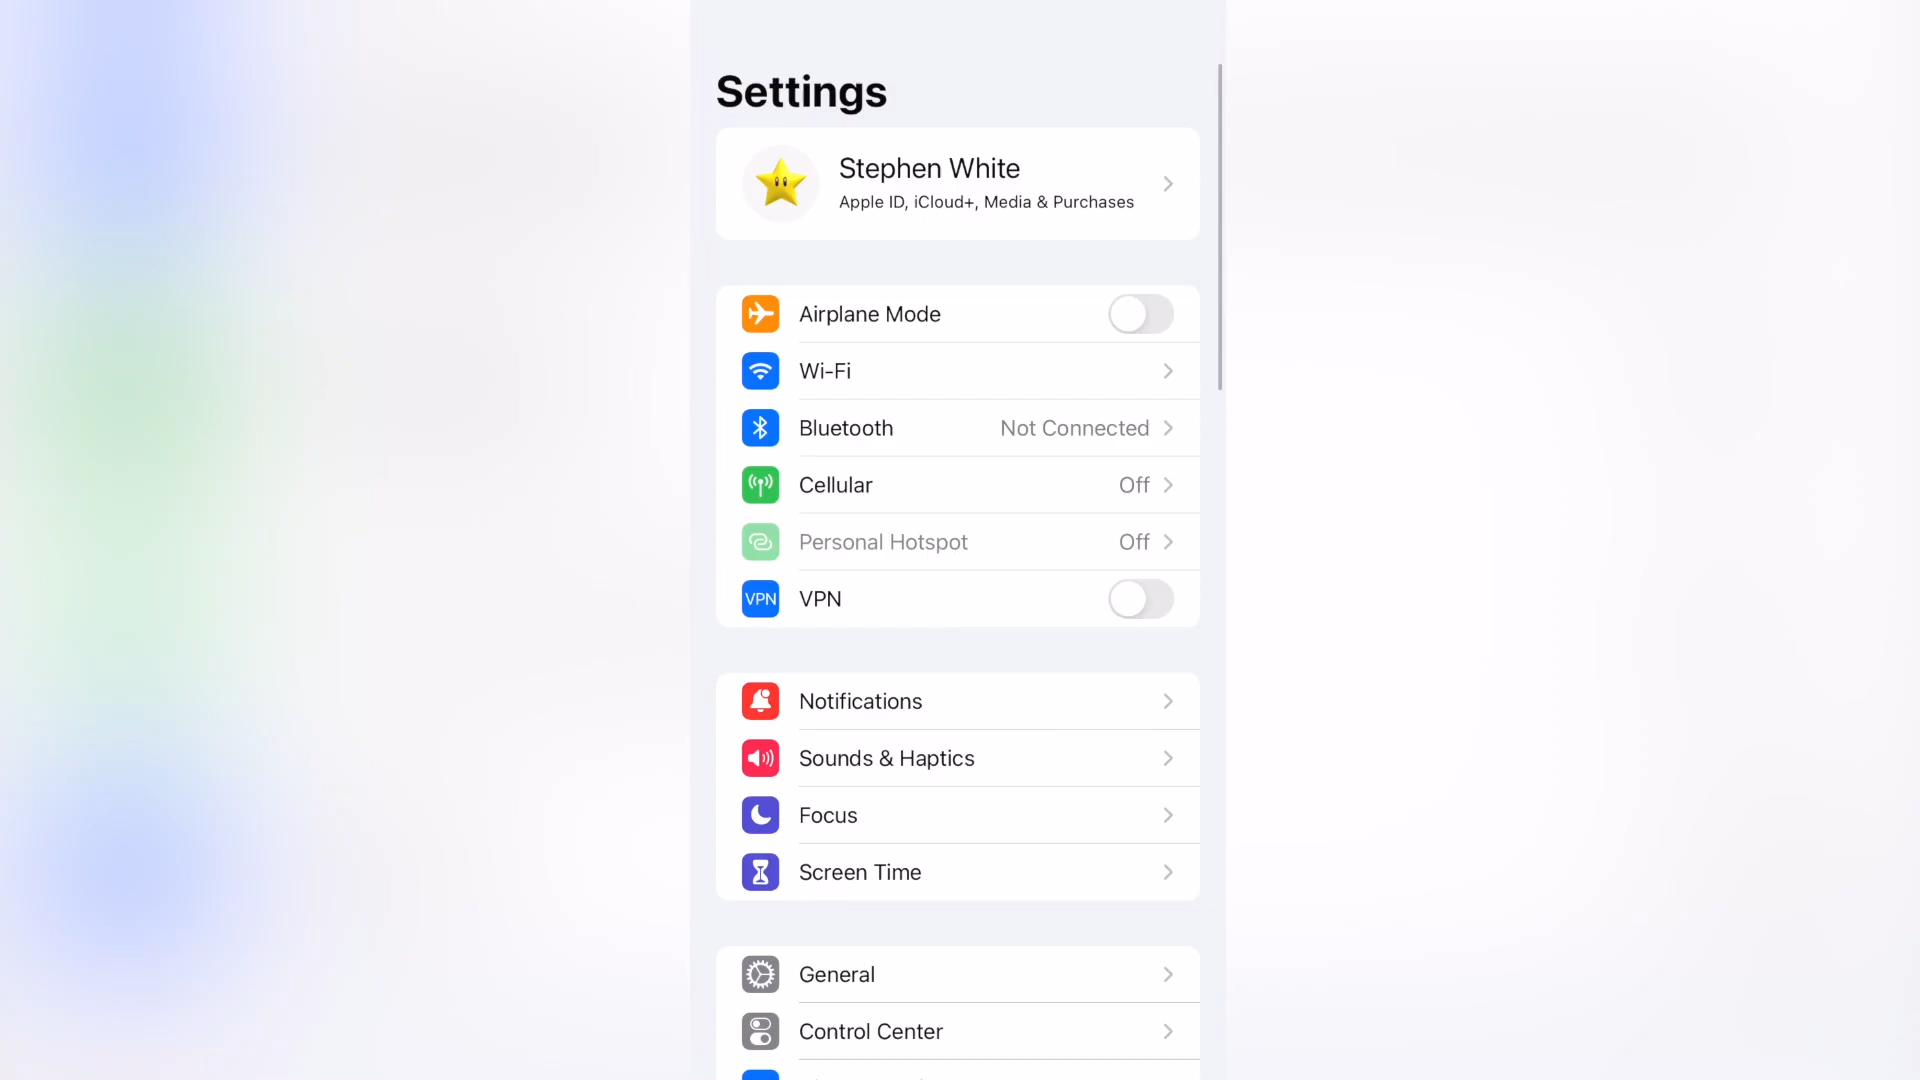 Settings
Stephen White
Apple ID, iCloud+, Media & Purchases
Airplane Mode
Wi-Fi
Bluetooth Not Connected
Cellular Off
Personal Hotspot Off
VPN VPN
Notifications
Sounds & Haptics
Focus
Screen Time
General
Control Center